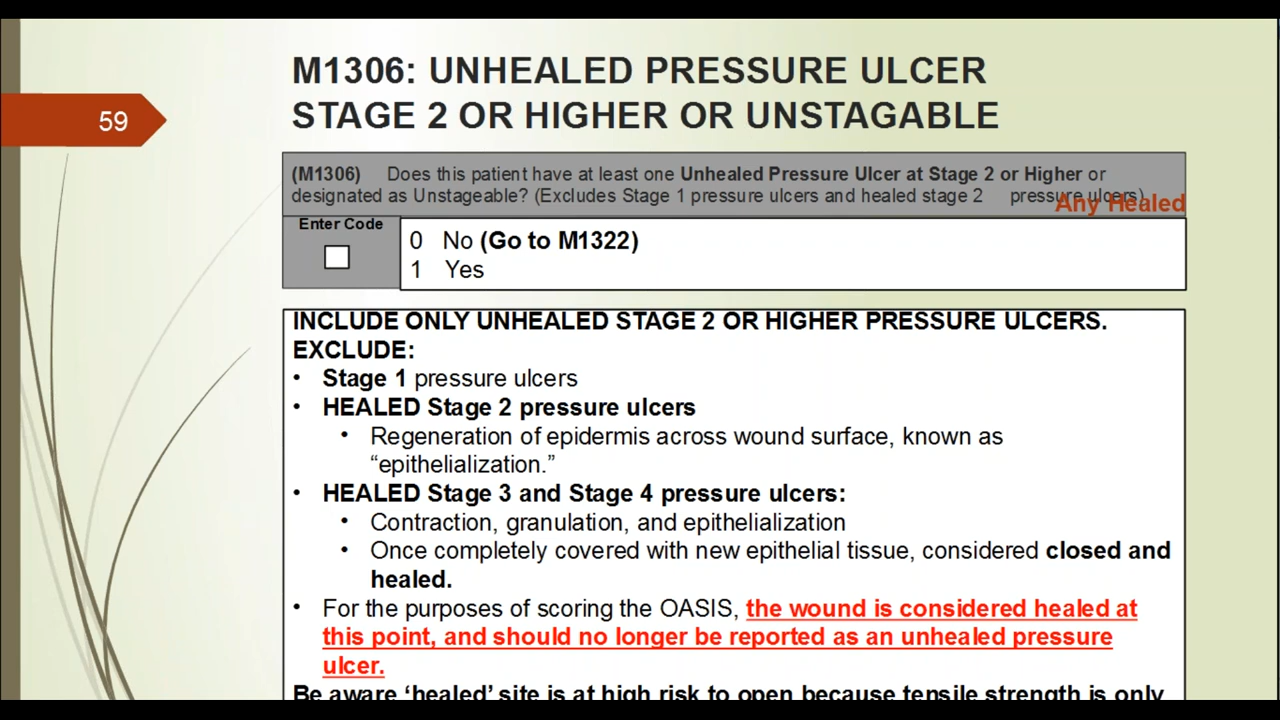 M1306: UNHEALED PRESSURE ULCER
STAGE 2 OR HIGHER OR UNSTAGABLE
59
(M1306) Does this patient have at least one Unhealed Pressure Ulcer at Stage 2 or Higher or
designated as Unstageable? (Excludes Stage 1 pressure ulcers and healed stage 2 pressure ulcers)
Any Healed
Enter Code
0 No (Go to M1322)
1 Yes
INCLUDE ONLY UNHEALED STAGE 2 OR HIGHER PRESSURE ULCERS.
EXCLUDE:
• Stage 1 pressure ulcers
• HEALED Stage 2 pressure ulcers
• Regeneration of epidermis across wound surface, known as
“epithelialization.”
• HEALED Stage 3 and Stage 4 pressure ulcers:
• Contraction, granulation, and epithelialization
• Once completely covered with new epithelial tissue, considered closed and
healed.
• For the purposes of scoring the OASIS, the wound is considered healed at
this point, and should no longer be reported as an unhealed pressure
ulcer.
Be aware ‘healed’ site is at high risk to open because tensile strength is only